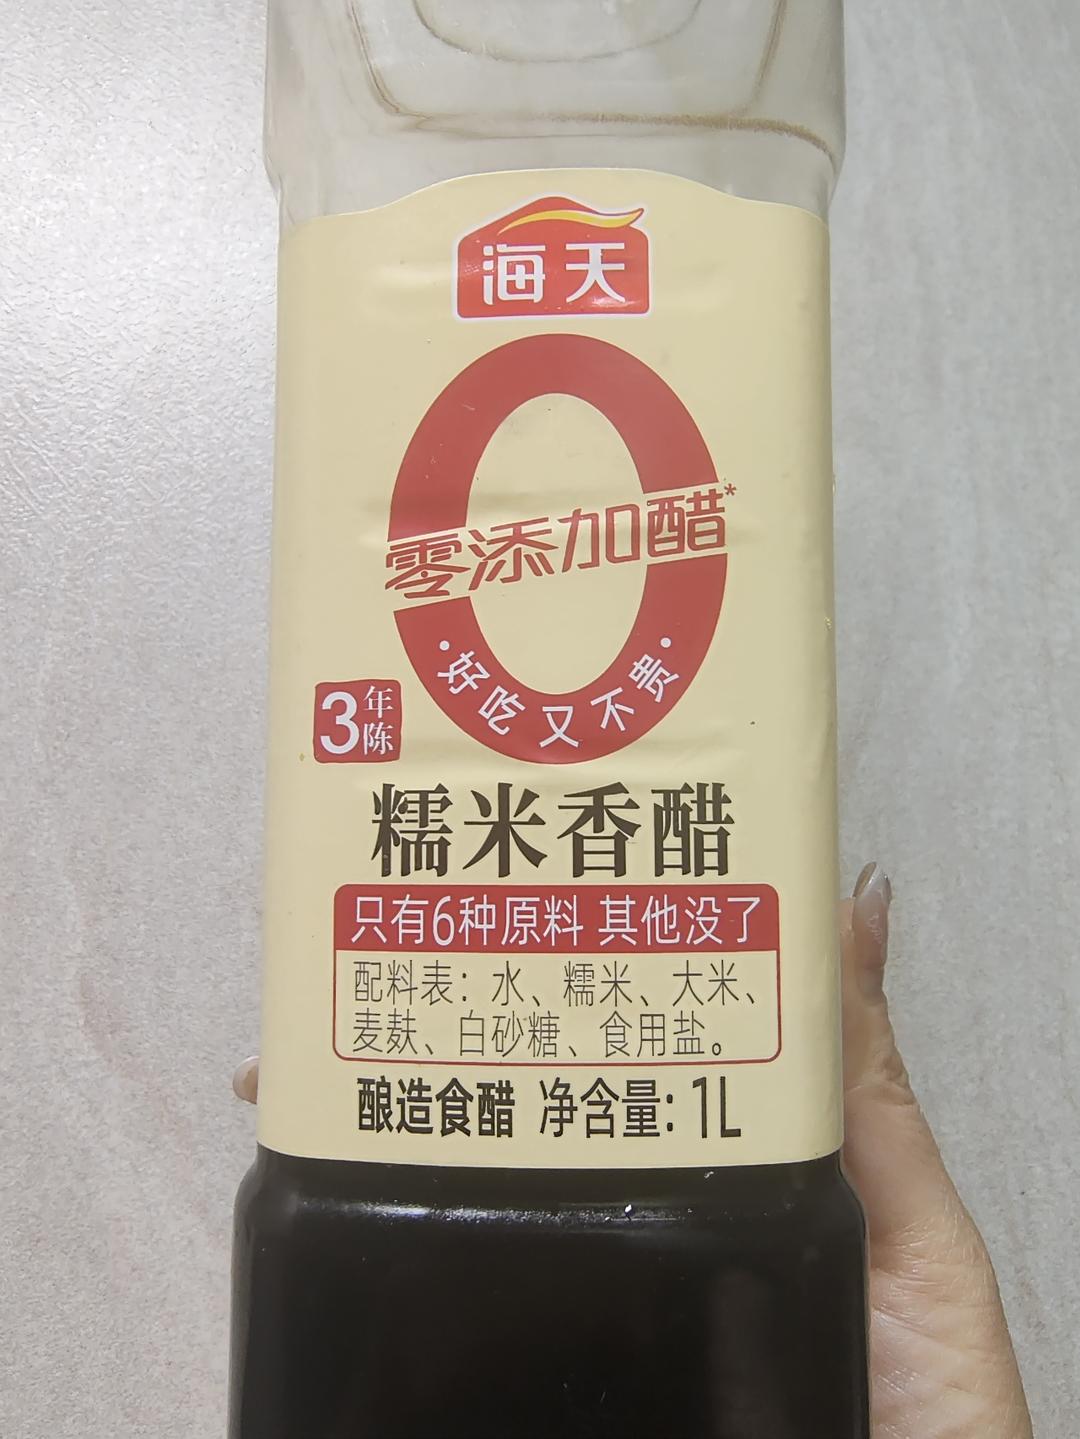 海天
零添加醋*
·好吃又不贵·
3年陈
糯米香醋
只有6种原料 其他没了
配料表：水、糯米、大米、
麦麸、白砂糖、食用盐。
酿造食醋 净含量：1L